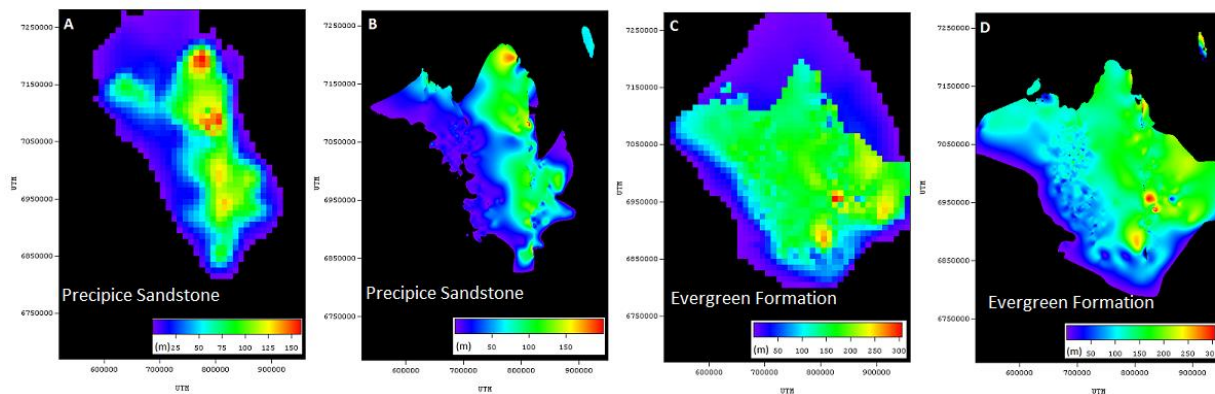 A
7250000
7150000
7050000
6950000
6850000
6750000
UTM
Precipice Sandstone
(m) 25 50 75 100 125 150
600000 700000 800000 900000
UTM
B
7250000
7150000
7050000
6950000
6850000
6750000
UTM
Precipice Sandstone
(m) 50 100 150
600000 700000 800000 900000
UTM
C
7250000
7150000
7050000
6950000
6850000
6750000
UTM
Evergreen Formation
(m) 50 100 150 200 250 300
600000 700000 800000 900000
UTM
D
7250000
7150000
7050000
6950000
6850000
6750000
UTM
Evergreen Formation
(m) 50 100 150 200 250 300
600000 700000 800000 900000
UTM